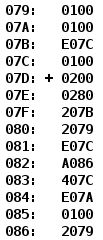 079: 0100
07A: 0100
07B: E07C
07C: 0100
07D: + 0200
07E: 0280
07F: 207B
080: 2079
081: E07C
082: A086
083: 407C
084: E07A
085: 0100
086: 2079